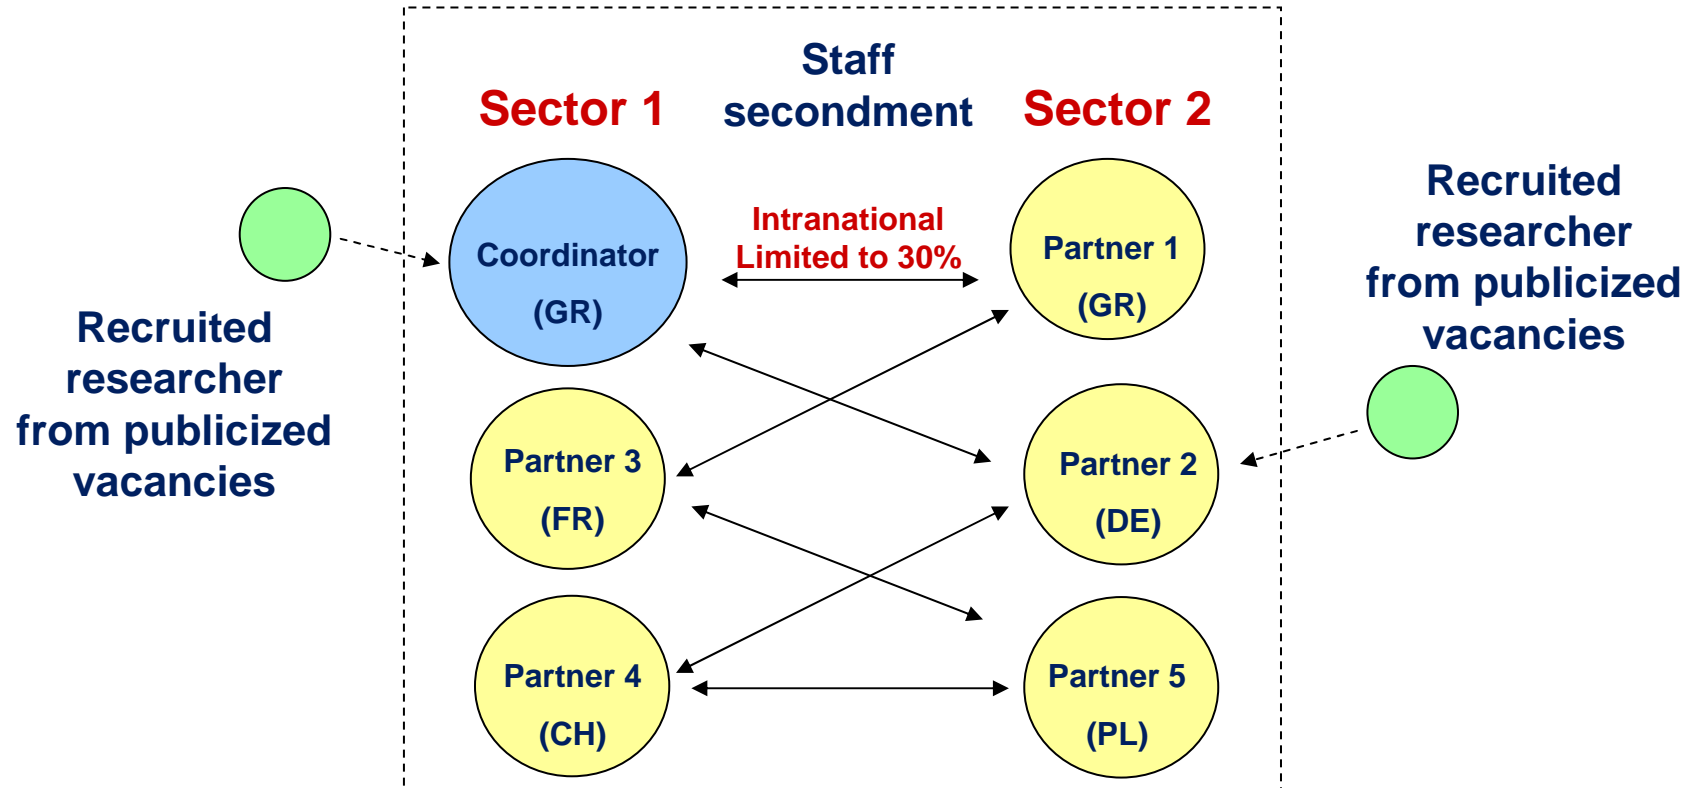 Staff
secondment
Sector 1
Sector 2
Intranational
Limited to 30%
Coordinator
(GR)
Partner 1
(GR)
Partner 3
(FR)
Partner 2
(DE)
Partner 4
(CH)
Partner 5
(PL)
Recruited
researcher
from publicized
vacancies
Recruited
researcher
from publicized
vacancies